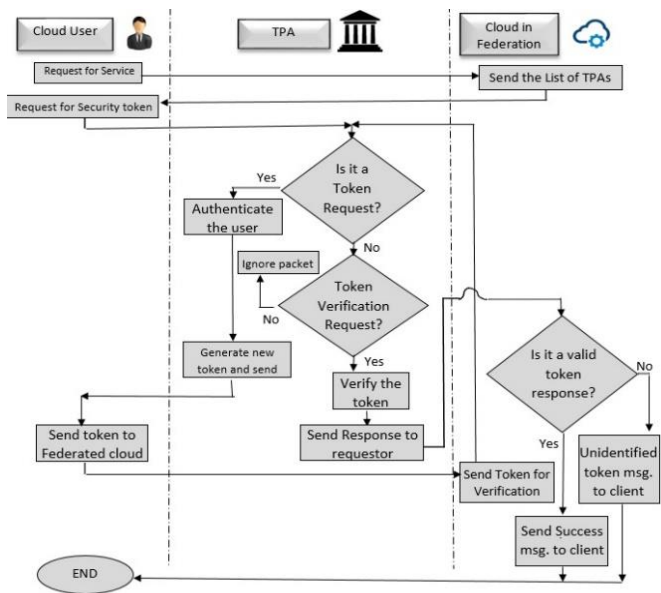 Cloud User
TPA
Cloud in
Federation
Request for Service
Send the List of TPAs
Request for Security token
Is it a
Token
Request?
Yes
No
Authenticate
the user
Ignore packet
Token
Verification
Request?
No
Yes
Generate new
token and send
Verify the
token
Is it a valid
token
response?
No
Yes
Send token to
Federated cloud
Send Response to
requestor
Send Token for
Verification
Unidentified
token msg.
to client
Send Success
msg. to client
END